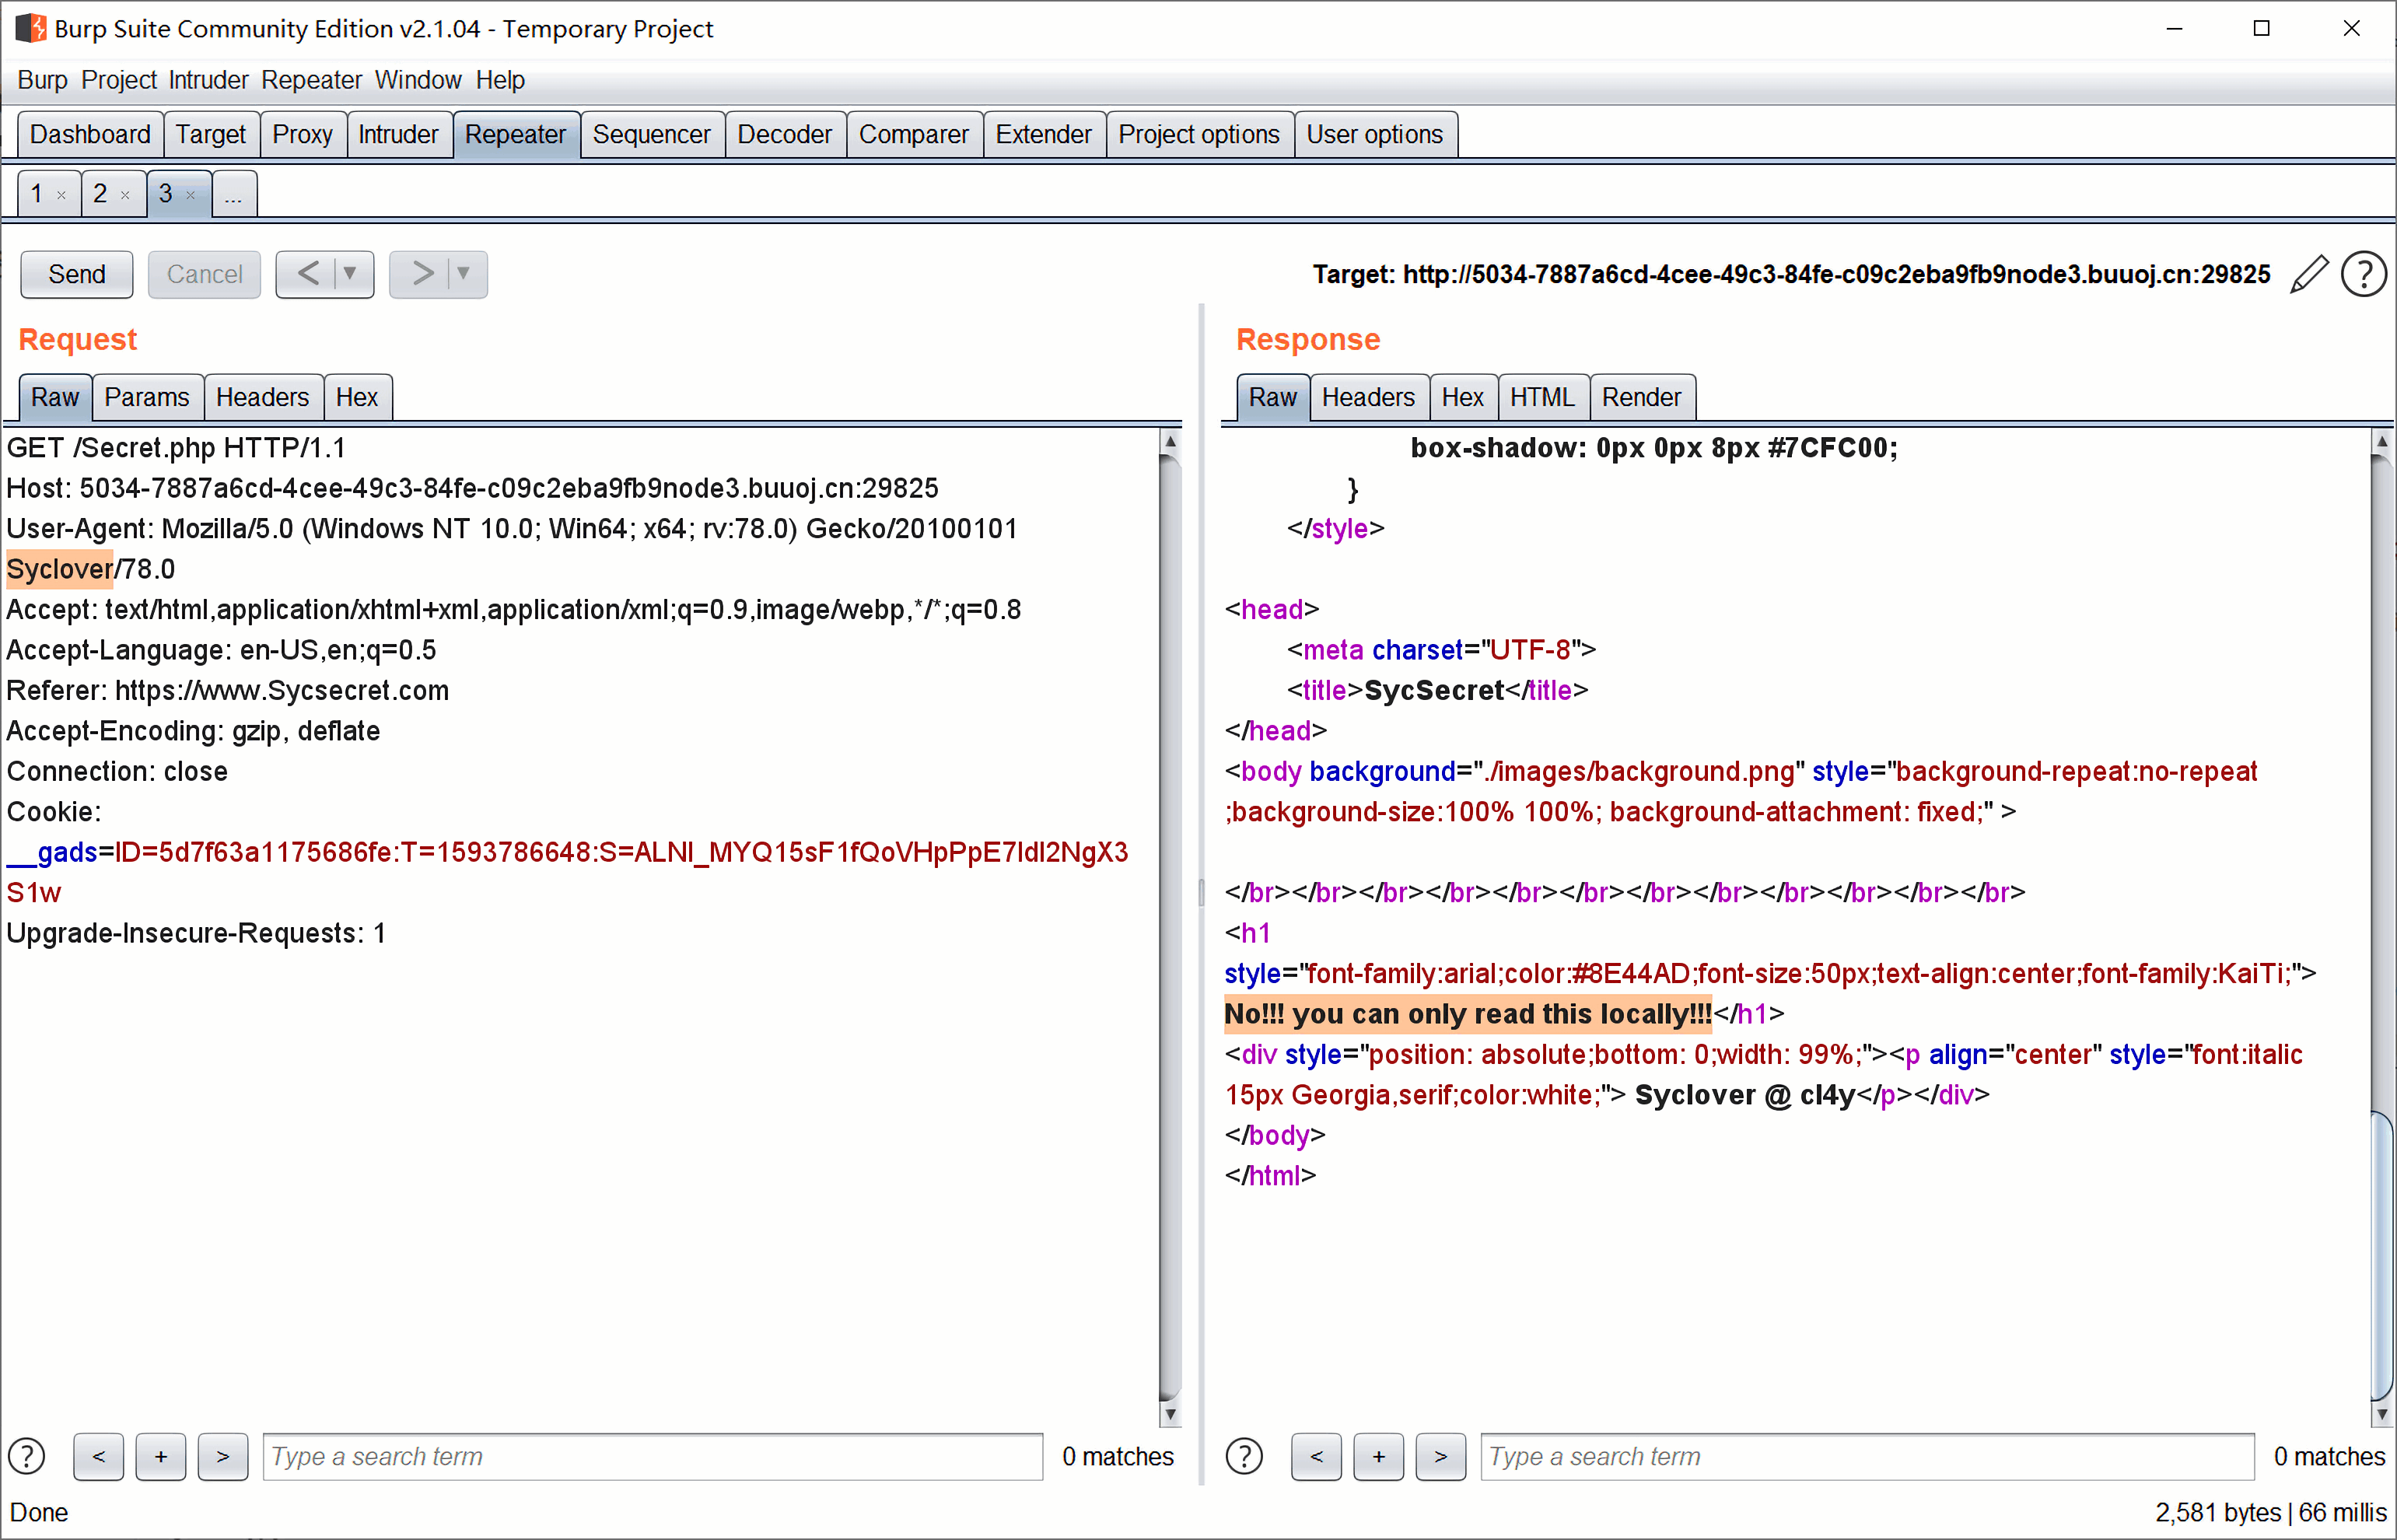 Burp Suite Community Edition v2.1.04 - Temporary Project
Burp Project Intruder Repeater Window Help
Dashboard Target Proxy Intruder Repeater Sequencer Decoder Comparer Extender Project options User options
1 × 2 × 3 × ...
Send Cancel < ▼ > ▼ Target: http://5034-7887a6cd-4cee-49c3-84fe-c09c2eba9fb9node3.buuoj.cn:29825 ?
Request
Raw Params Headers Hex
GET /Secret.php HTTP/1.1
Host: 5034-7887a6cd-4cee-49c3-84fe-c09c2eba9fb9node3.buuoj.cn:29825
User-Agent: Mozilla/5.0 (Windows NT 10.0; Win64; x64; rv:78.0) Gecko/20100101
Syclover/78.0
Accept: text/html,application/xhtml+xml,application/xml;q=0.9,image/webp,*/*;q=0.8
Accept-Language: en-US,en;q=0.5
Referer: https://www.Sycsecret.com
Accept-Encoding: gzip, deflate
Connection: close
Cookie:
__gads=ID=5d7f63a1175686fe:T=1593786648:S=ALNI_MYQ15sF1fQoVHpPpE7IdI2NgX3
S1w
Upgrade-Insecure-Requests: 1
? < + > Type a search term 0 matches
Response
Raw Headers Hex HTML Render
box-shadow: 0px 0px 8px #7CFC00;
}
</style>
<head>
<meta charset="UTF-8">
<title>SycSecret</title>
</head>
<body background="./images/background.png" style="background-repeat:no-repeat
;background-size:100% 100%; background-attachment: fixed;" >
</br></br></br></br></br></br></br></br></br></br></br></br>
<h1
style="font-family:arial;color:#8E44AD;font-size:50px;text-align:center;font-family:KaiTi;">
No!!! you can only read this locally!!!</h1>
<div style="position: absolute;bottom: 0;width: 99%;"><p align="center" style="font:italic
15px Georgia,serif;color:white;"> Syclover @ cl4y</p></div>
</body>
</html>
? < + > Type a search term 0 matches
Done 2,581 bytes | 66 millis